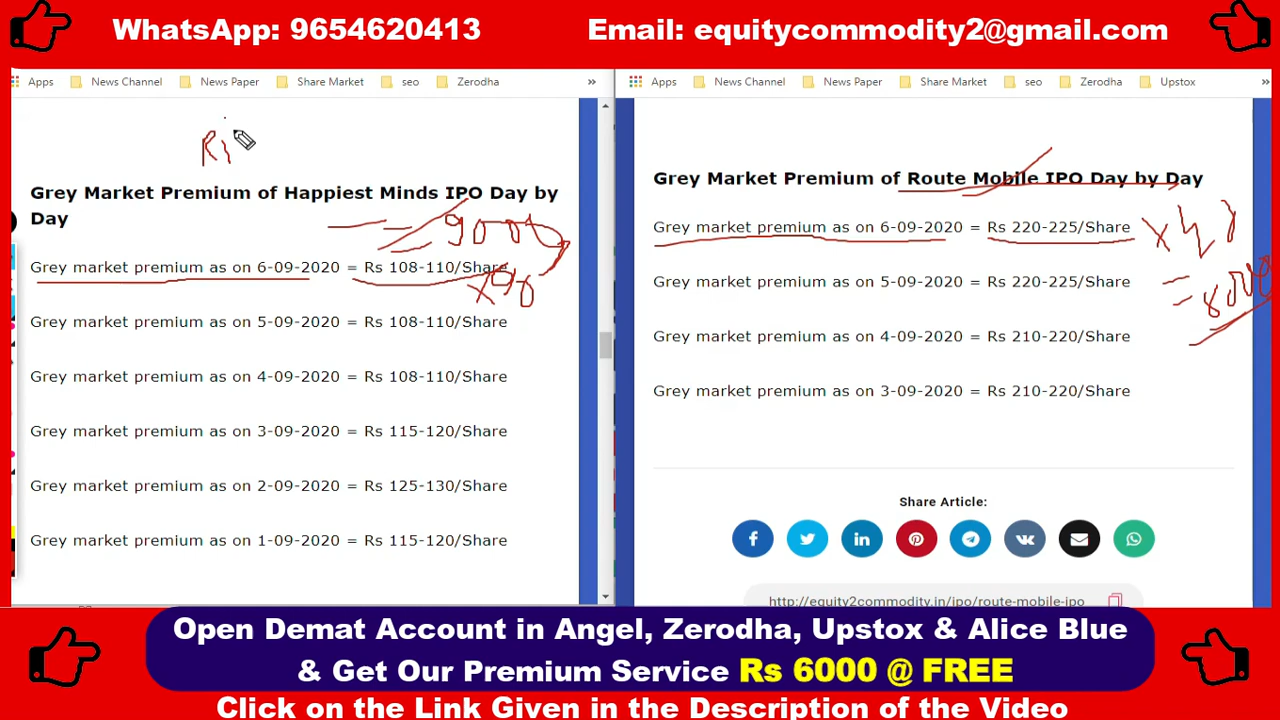 WhatsApp: 9654620413
Email: equitycommodity2@gmail.com
Apps News Channel News Paper Share Market seo Zerodha »
Ri
Grey Market Premium of Happiest Minds IPO Day by
Day
= 9000
Grey market premium as on 6-09-2020 = Rs 108-110/Share
x90
Grey market premium as on 5-09-2020 = Rs 108-110/Share
Grey market premium as on 4-09-2020 = Rs 108-110/Share
Grey market premium as on 3-09-2020 = Rs 115-120/Share
Grey market premium as on 2-09-2020 = Rs 125-130/Share
Grey market premium as on 1-09-2020 = Rs 115-120/Share
Apps News Channel News Paper Share Market seo Zerodha Upstox »
Grey Market Premium of Route Mobile IPO Day by Day
Grey market premium as on 6-09-2020 = Rs 220-225/Share
Grey market premium as on 5-09-2020 = Rs 220-225/Share
= 8000
Grey market premium as on 4-09-2020 = Rs 210-220/Share
Grey market premium as on 3-09-2020 = Rs 210-220/Share
Share Article:
http://equity2commodity.in/ipo/route-mobile-ipo
Open Demat Account in Angel, Zerodha, Upstox & Alice Blue
& Get Our Premium Service Rs 6000 @ FREE
Click on the Link Given in the Description of the Video